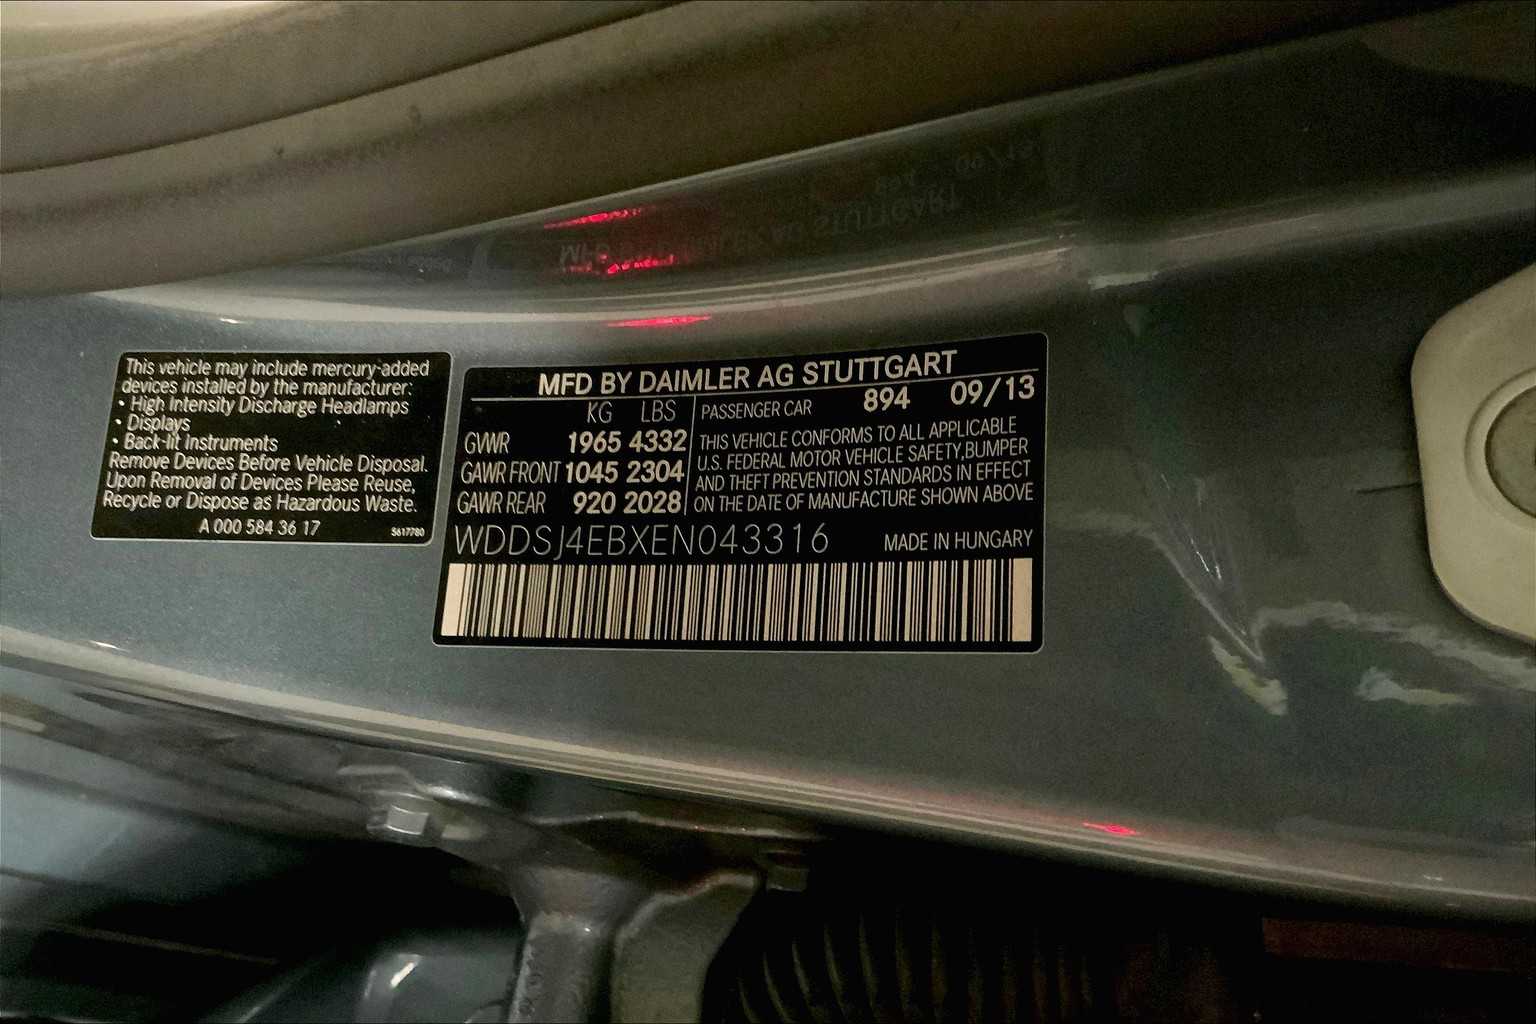 This vehicle may include mercury-added
devices installed by the manufacturer:
• High Intensity Discharge Headlamps
• Displays
• Back-lit Instruments
Remove Devices Before Vehicle Disposal.
Upon Removal of Devices Please Reuse,
Recycle or Dispose as Hazardous Waste.
A 000 584 36 17
5617780
MFD BY DAIMLER AG STUTTGART
KG LBS
GVWR 1965 4332
GAWR FRONT 1045 2304
GAWR REAR 920 2028
PASSENGER CAR 894 09/13
THIS VEHICLE CONFORMS TO ALL APPLICABLE
U.S. FEDERAL MOTOR VEHICLE SAFETY, BUMPER
AND THEFT PREVENTION STANDARDS IN EFFECT
ON THE DATE OF MANUFACTURE SHOWN ABOVE
WDDSJ4EBXEN043316 MADE IN HUNGARY